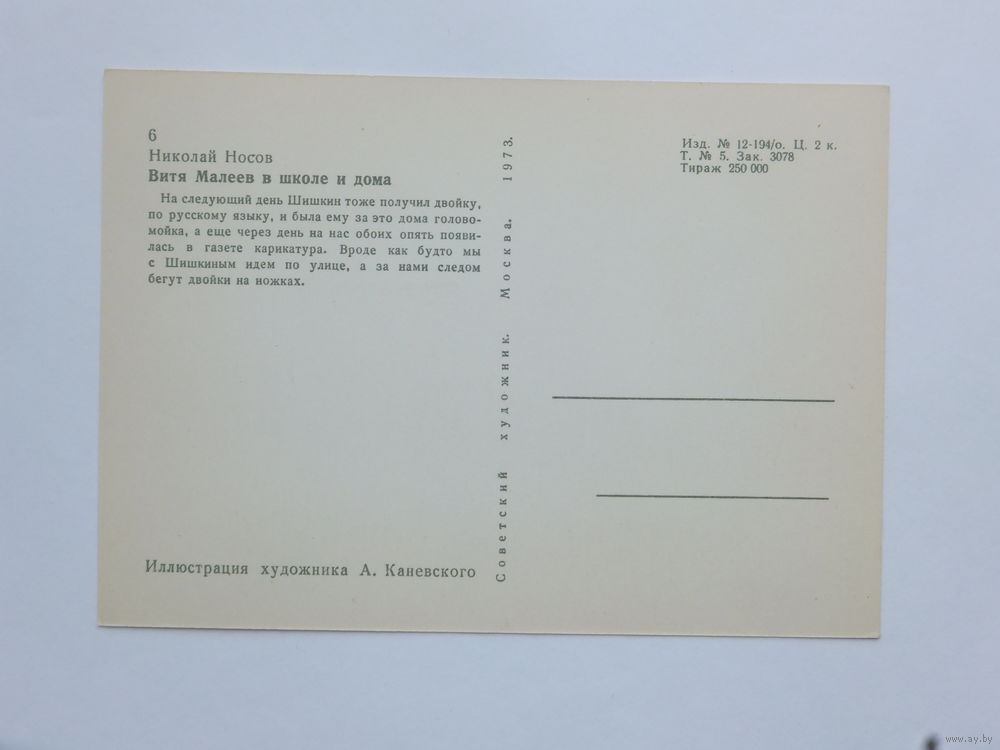 6
Николай Носов
Витя Малеев в школе и дома
На следующий день Шишкин тоже получил двойку,
по русскому языку, и была ему за это дома голово-
мойка, а еще через день на нас обоих опять появи-
лась в газете карикатура. Вроде как будто мы
с Шишкиным идем по улице, а за нами следом
бегут двойки на ножках.
Иллюстрация художника А. Каневского
Советский художник. Москва. 1973.
Изд. № 12-194/о. Ц. 2 к.
Т. № 5. Зак. 3078
Тираж 250 000
www.ay.by